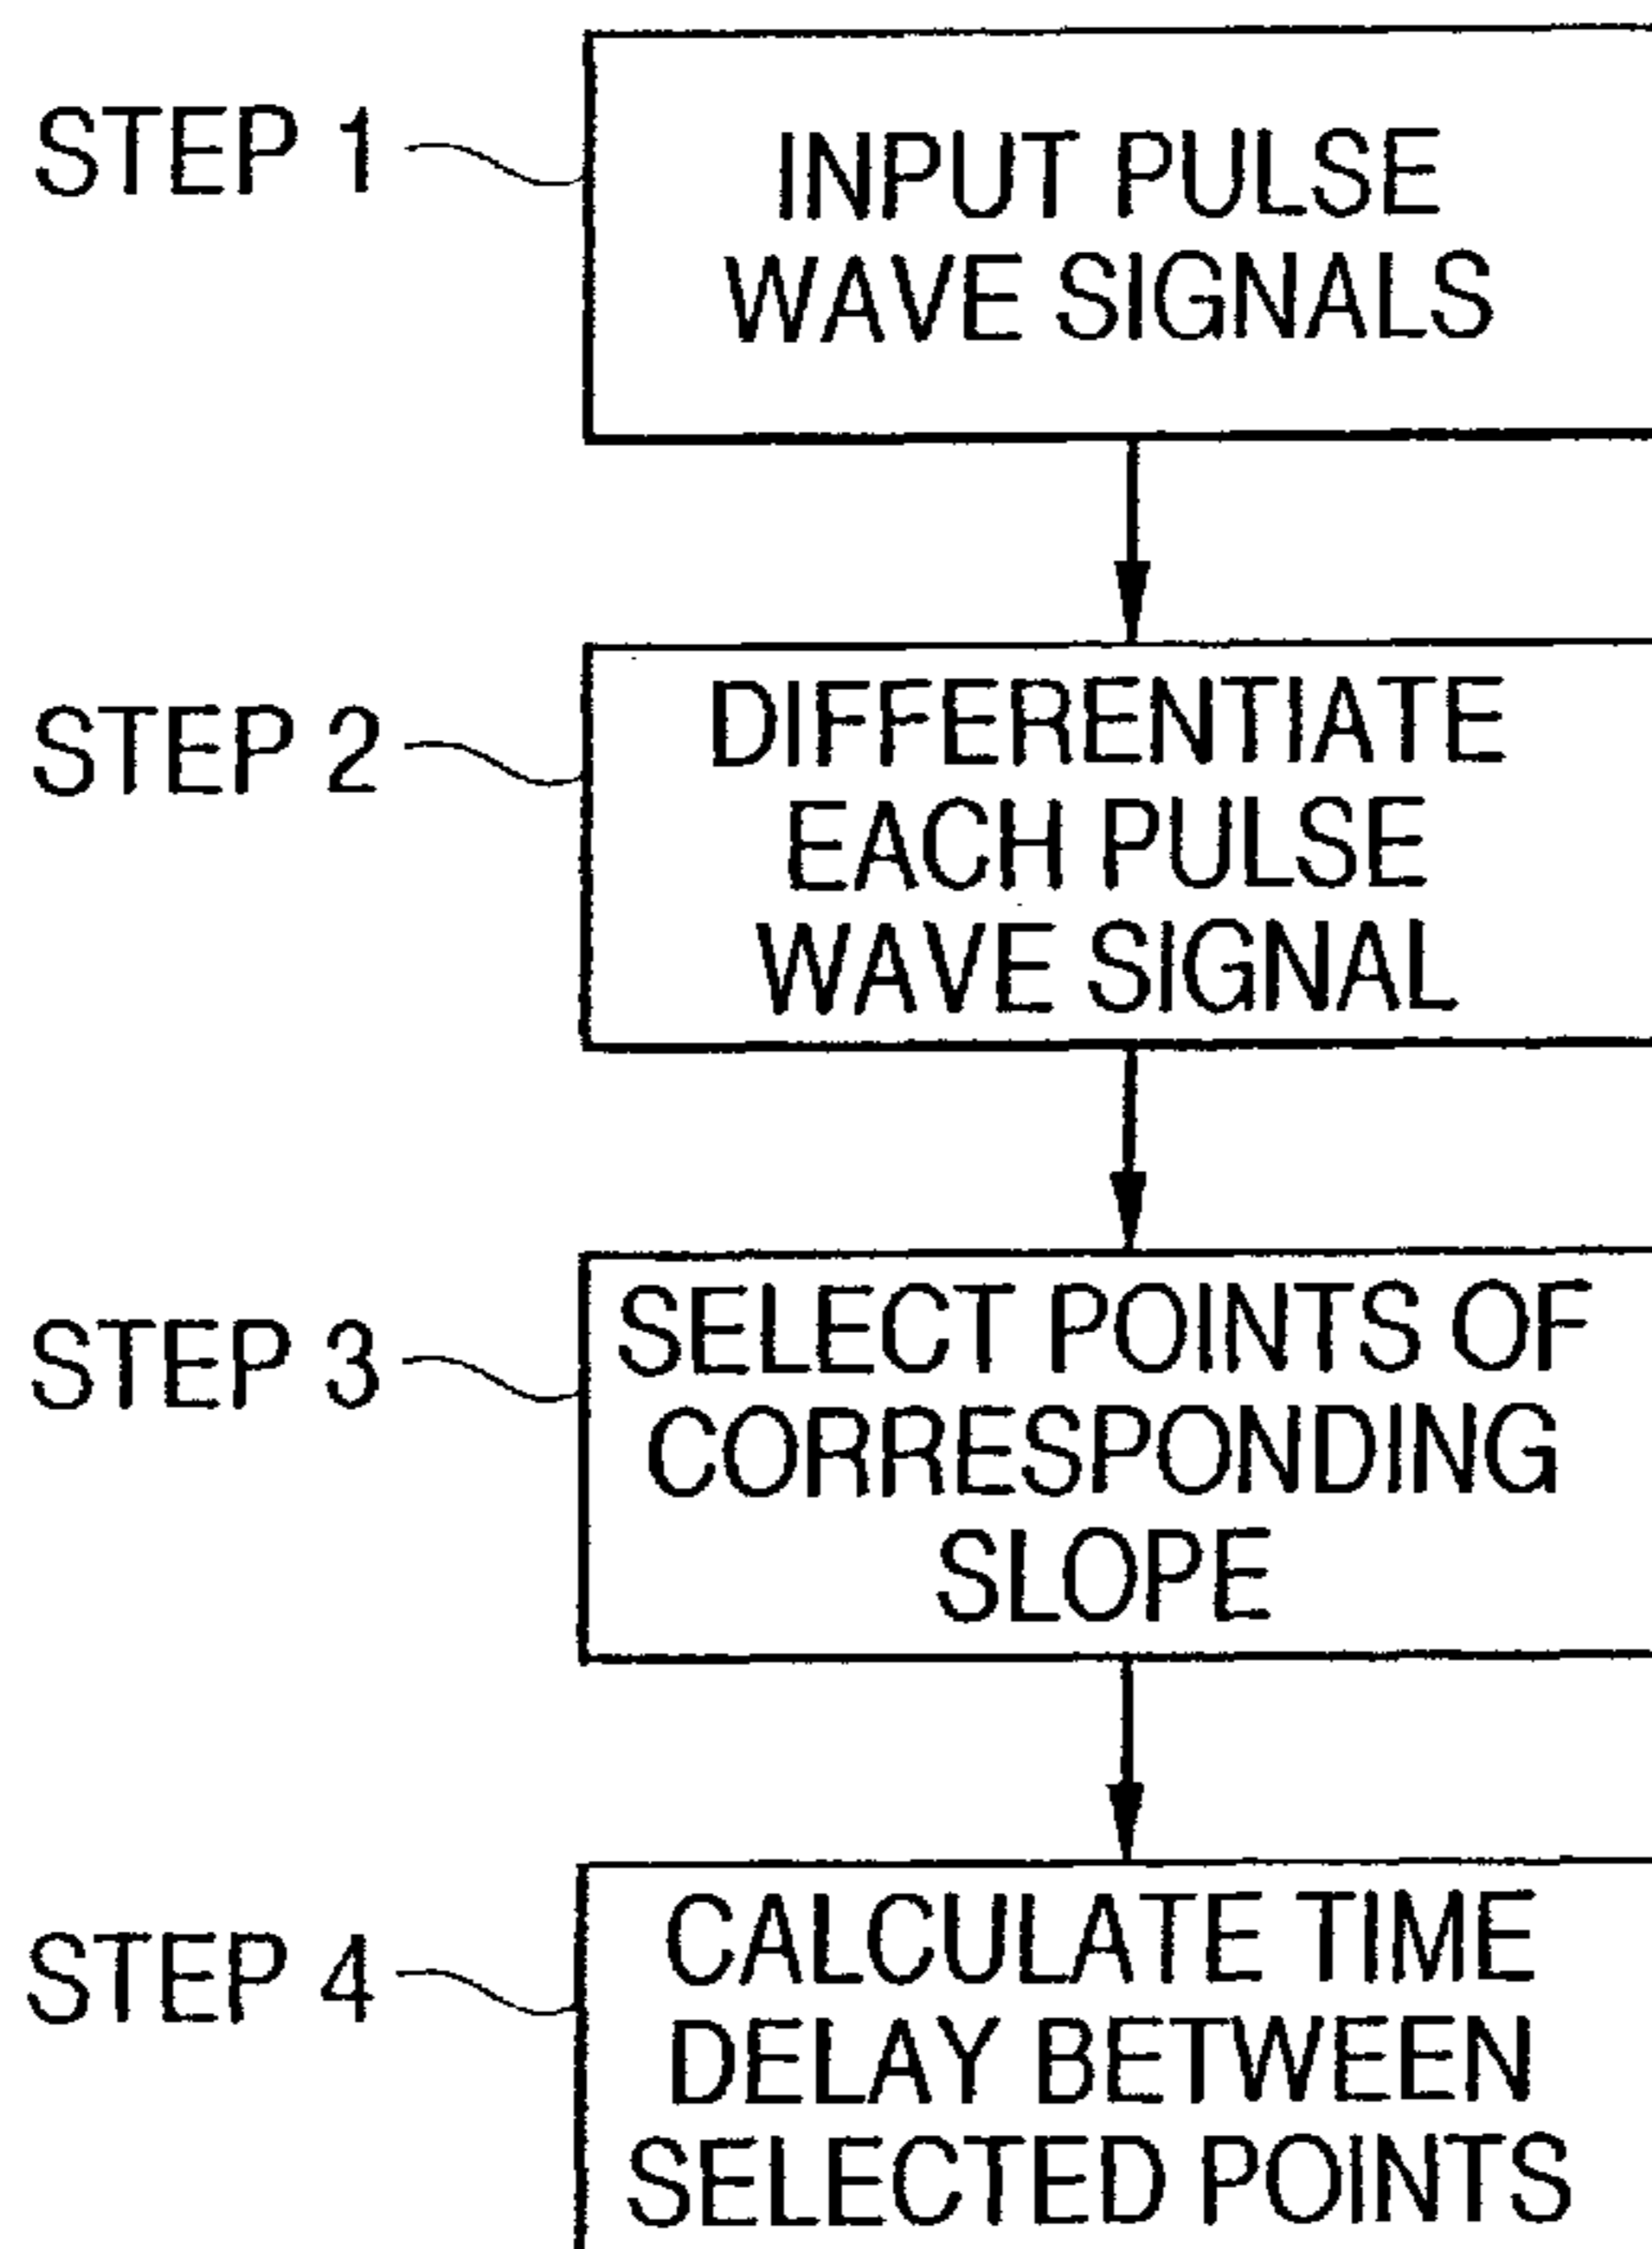 STEP 1
INPUT PULSE
WAVE SIGNALS
STEP 2
DIFFERENTIATE
EACH PULSE
WAVE SIGNAL
STEP 3
SELECT POINTS OF
CORRESPONDING
SLOPE
STEP 4
CALCULATE TIME
DELAY BETWEEN
SELECTED POINTS